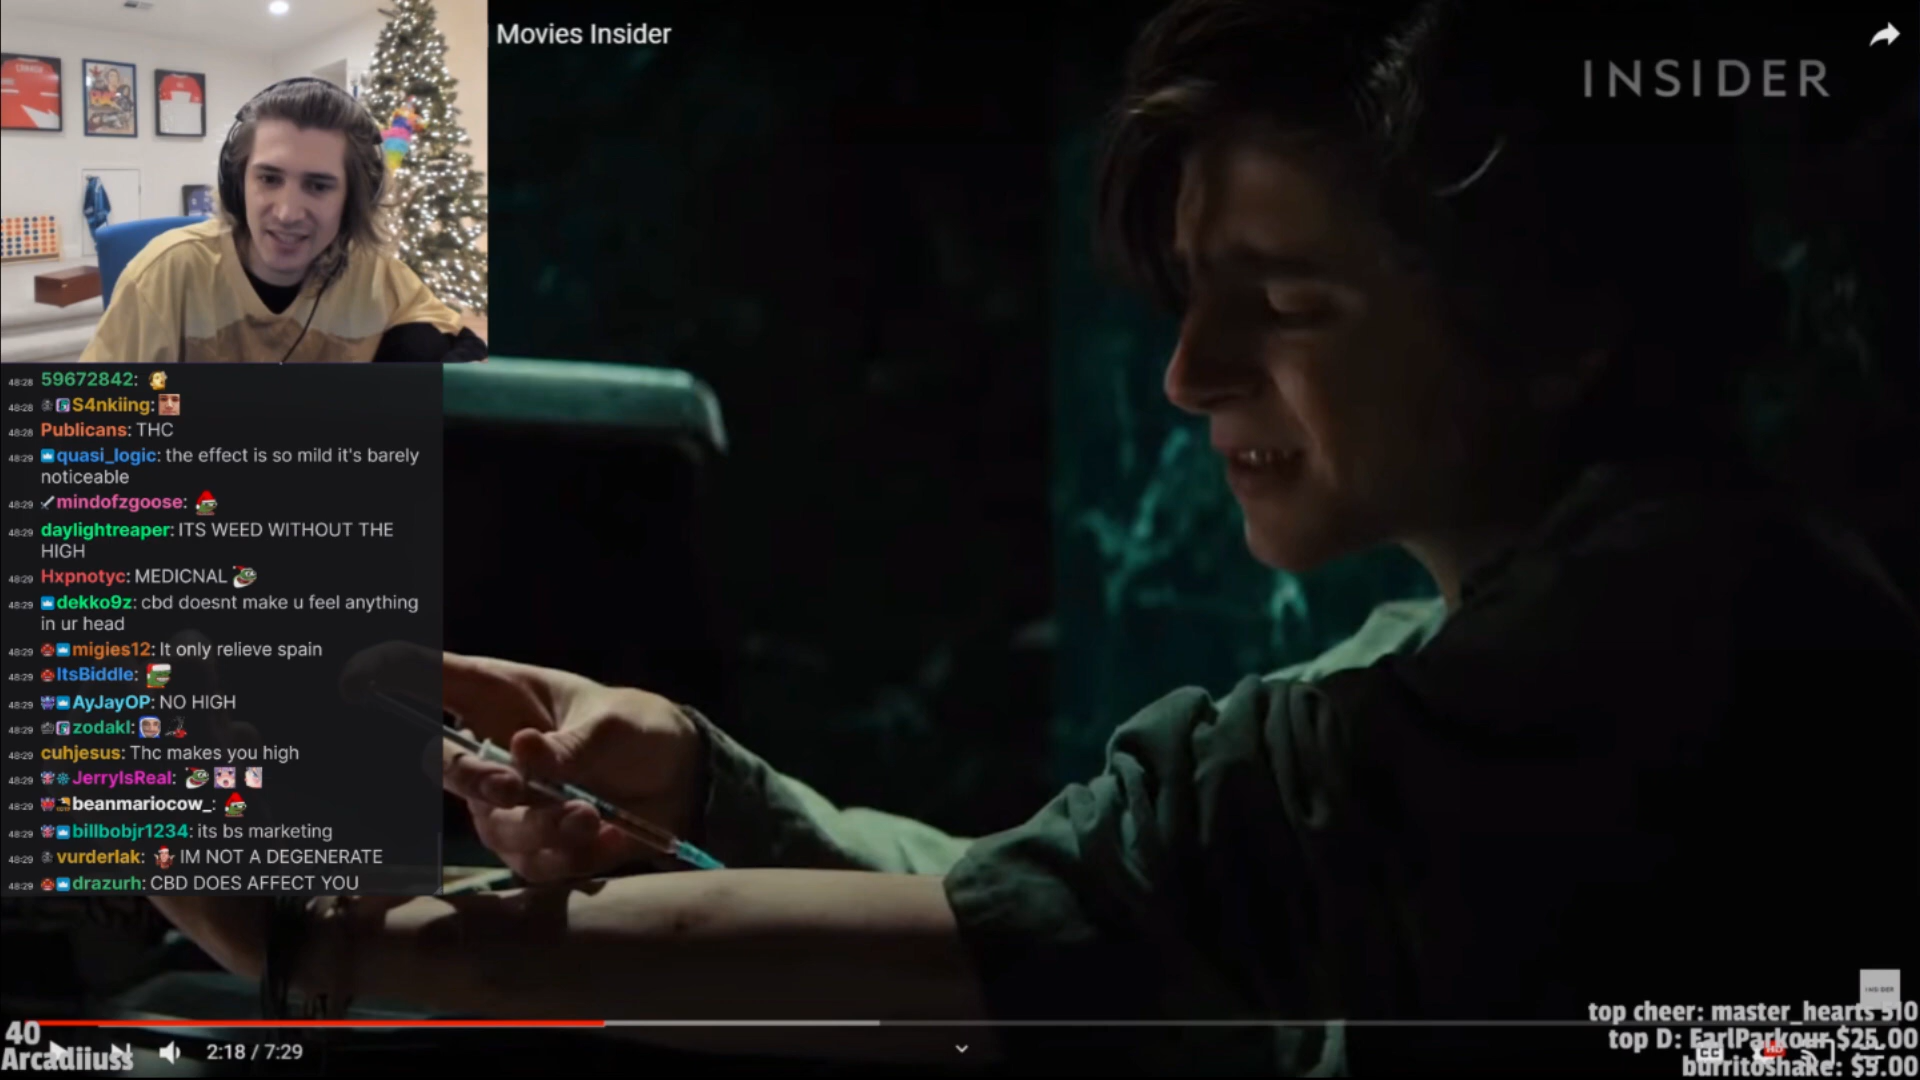 Movies Insider
INSIDER
48:28 59672842:
48:28 S4nkiing:
48:28 Publicans: THC
48:29 quasi_logic: the effect is so mild it's barely
noticeable
48:29 mindofzgoose:
48:29 daylightreaper: ITS WEED WITHOUT THE
HIGH
48:29 Hxpnotyc: MEDICNAL
48:29 dekko9z: cbd doesnt make u feel anything
in ur head
48:29 migies12: It only relieve spain
48:29 ItsBiddle:
48:29 AyJayOP: NO HIGH
48:29 zodakl:
48:29 cuhjesus: Thc makes you high
48:29 JerryIsReal:
48:29 beanmariocow_:
48:29 billbobjr1234: its bs marketing
48:29 vurderlak: IM NOT A DEGENERATE
48:29 drazurh: CBD DOES AFFECT YOU
INSIDER
top cheer: master_hearts 510
top D: EarlParkour $25.00
burritoshake: $5.00
40
Arcadiiuss
2:18 / 7:29
CC
HD